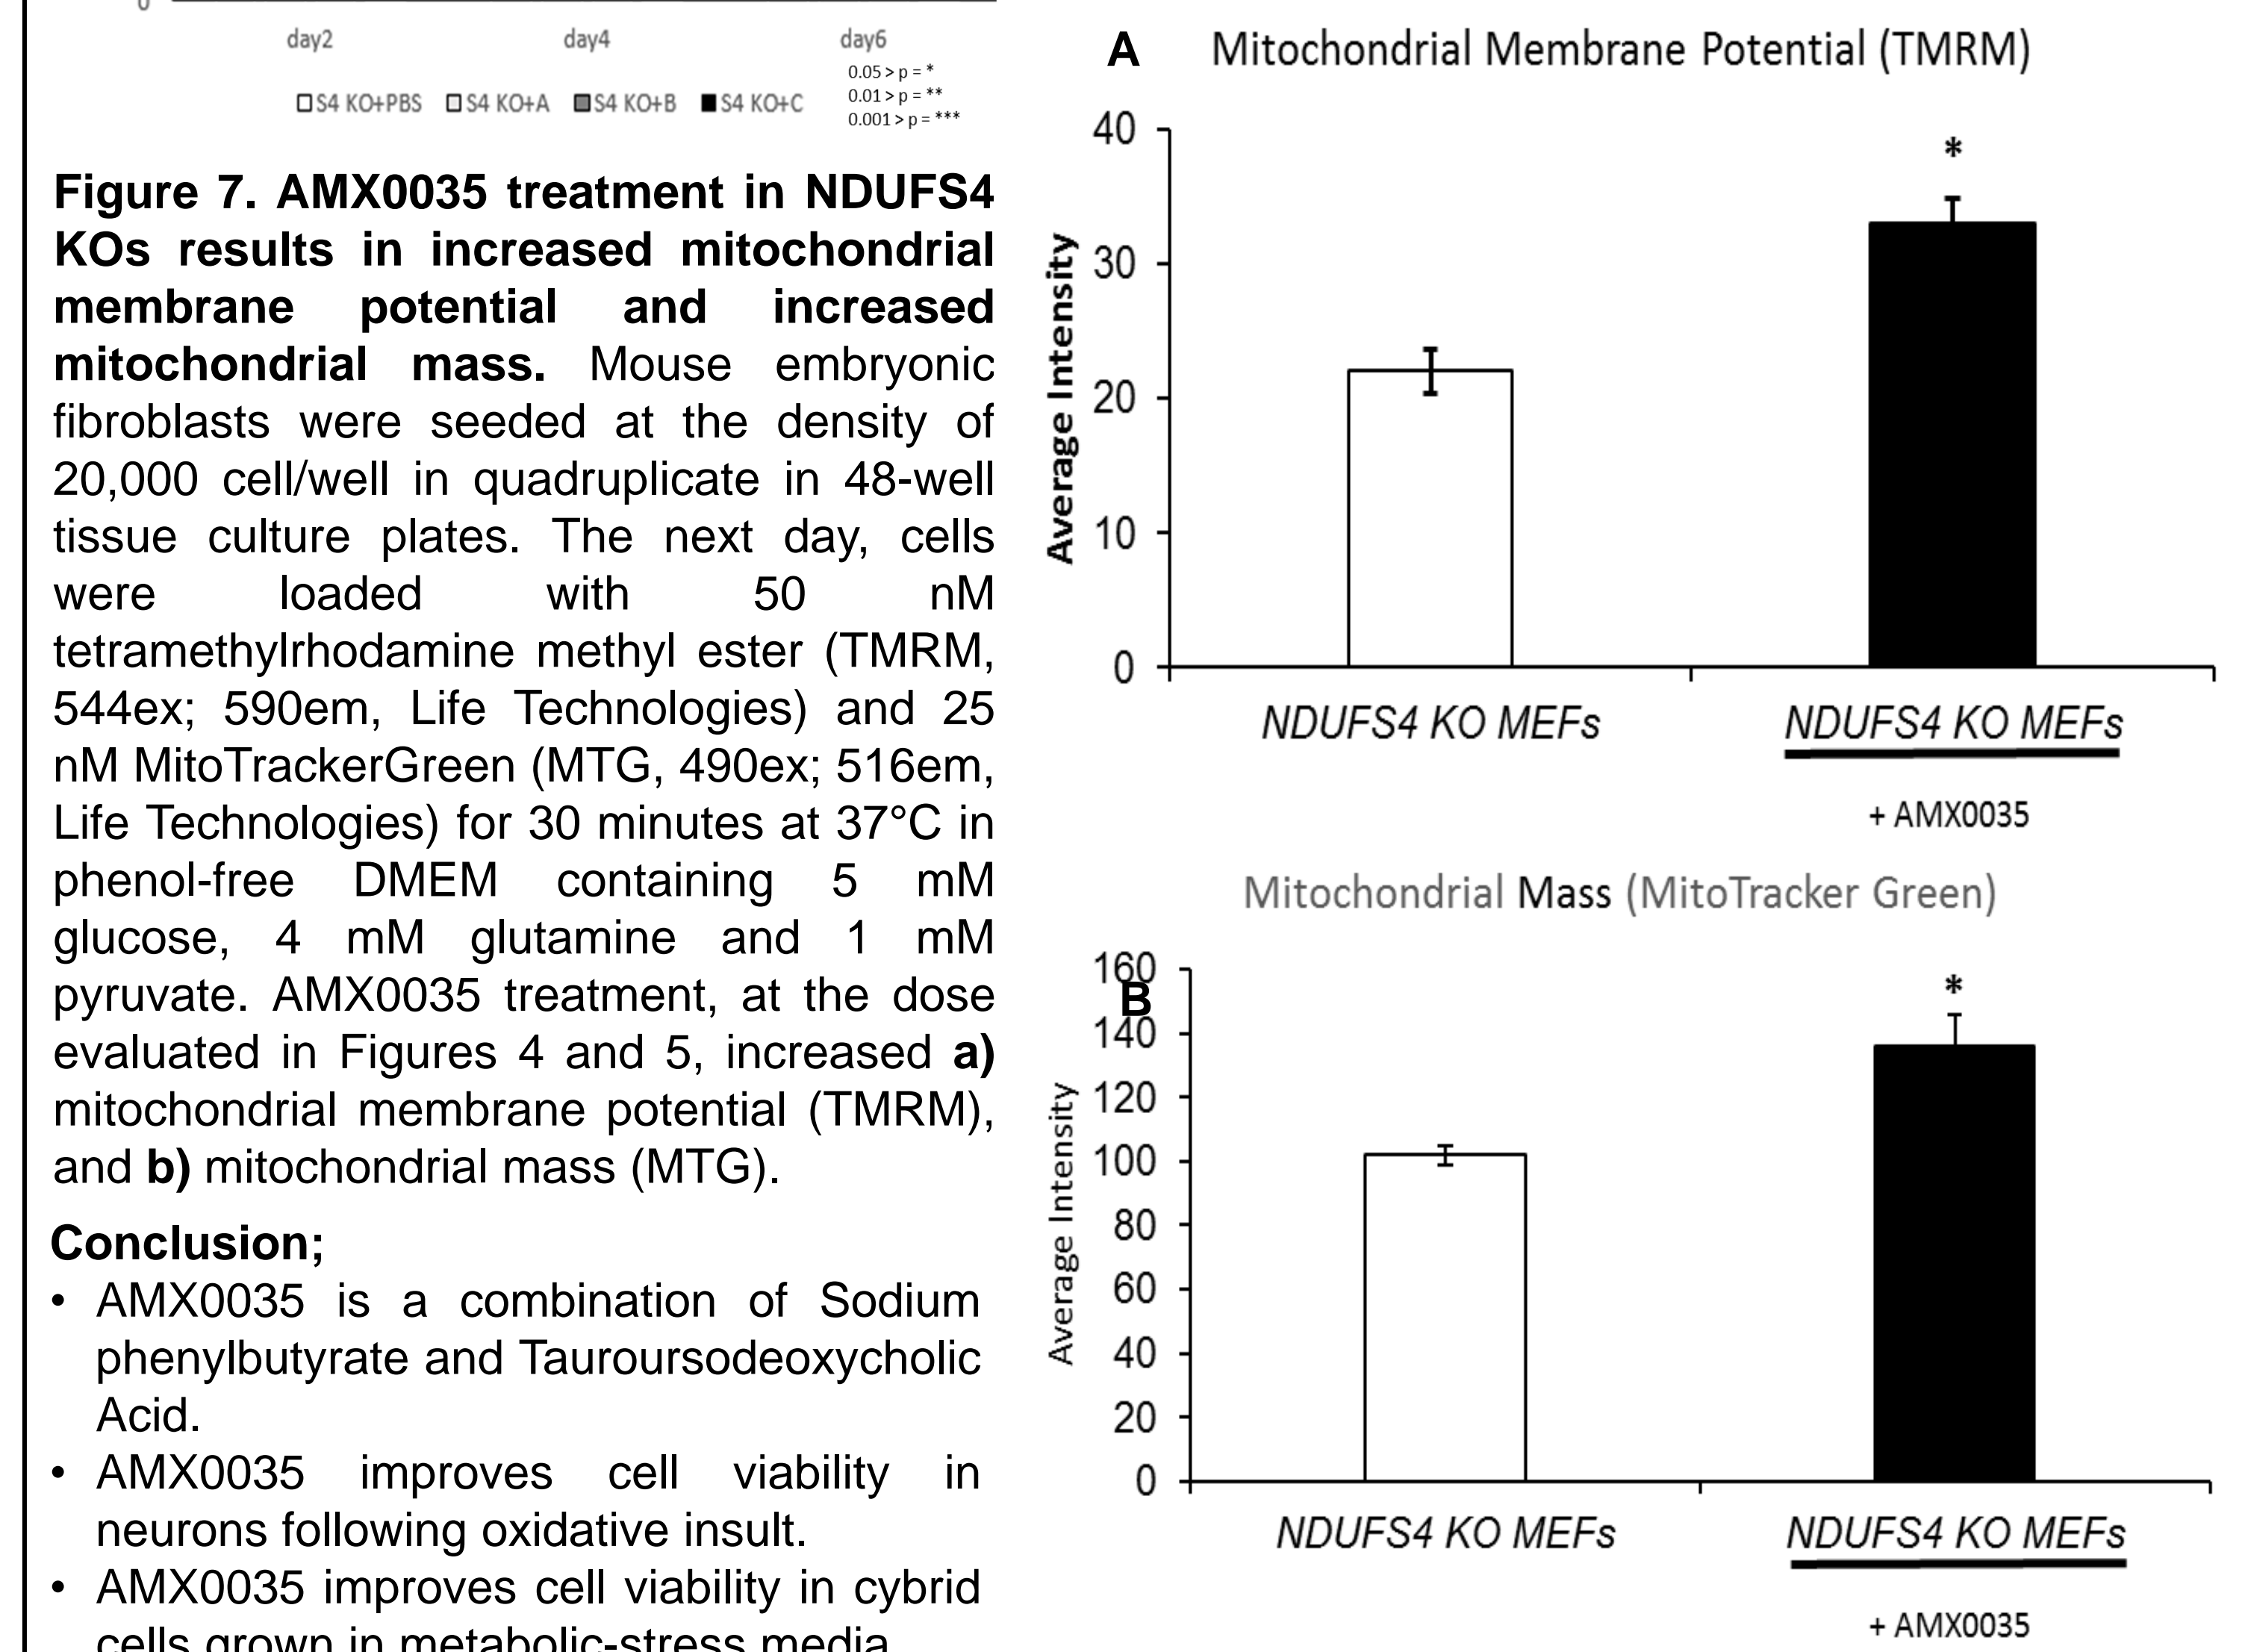 0
day2 day4 day6
0.05 > p = *
0.01 > p = **
0.001 > p = ***
S4 KO+PBS S4 KO+A S4 KO+B S4 KO+C
Figure 7. AMX0035 treatment in NDUFS4
KOs results in increased mitochondrial
membrane potential and increased
mitochondrial mass. Mouse embryonic
fibroblasts were seeded at the density of
20,000 cell/well in quadruplicate in 48-well
tissue culture plates. The next day, cells
were loaded with 50 nM
tetramethylrhodamine methyl ester (TMRM,
544ex; 590em, Life Technologies) and 25
nM MitoTrackerGreen (MTG, 490ex; 516em,
Life Technologies) for 30 minutes at 37°C in
phenol-free DMEM containing 5 mM
glucose, 4 mM glutamine and 1 mM
pyruvate. AMX0035 treatment, at the dose
evaluated in Figures 4 and 5, increased a)
mitochondrial membrane potential (TMRM),
and b) mitochondrial mass (MTG).
Conclusion;
• AMX0035 is a combination of Sodium
phenylbutyrate and Tauroursodeoxycholic
Acid.
• AMX0035 improves cell viability in
neurons following oxidative insult.
• AMX0035 improves cell viability in cybrid
cells grown in metabolic-stress media
A
Mitochondrial Membrane Potential (TMRM)
Average Intensity
40
30
20
10
0
*
NDUFS4 KO MEFs NDUFS4 KO MEFs
+ AMX0035
Mitochondrial Mass (MitoTracker Green)
B
Average Intensity
160
140
120
100
80
60
40
20
0
*
NDUFS4 KO MEFs NDUFS4 KO MEFs
+ AMX0035